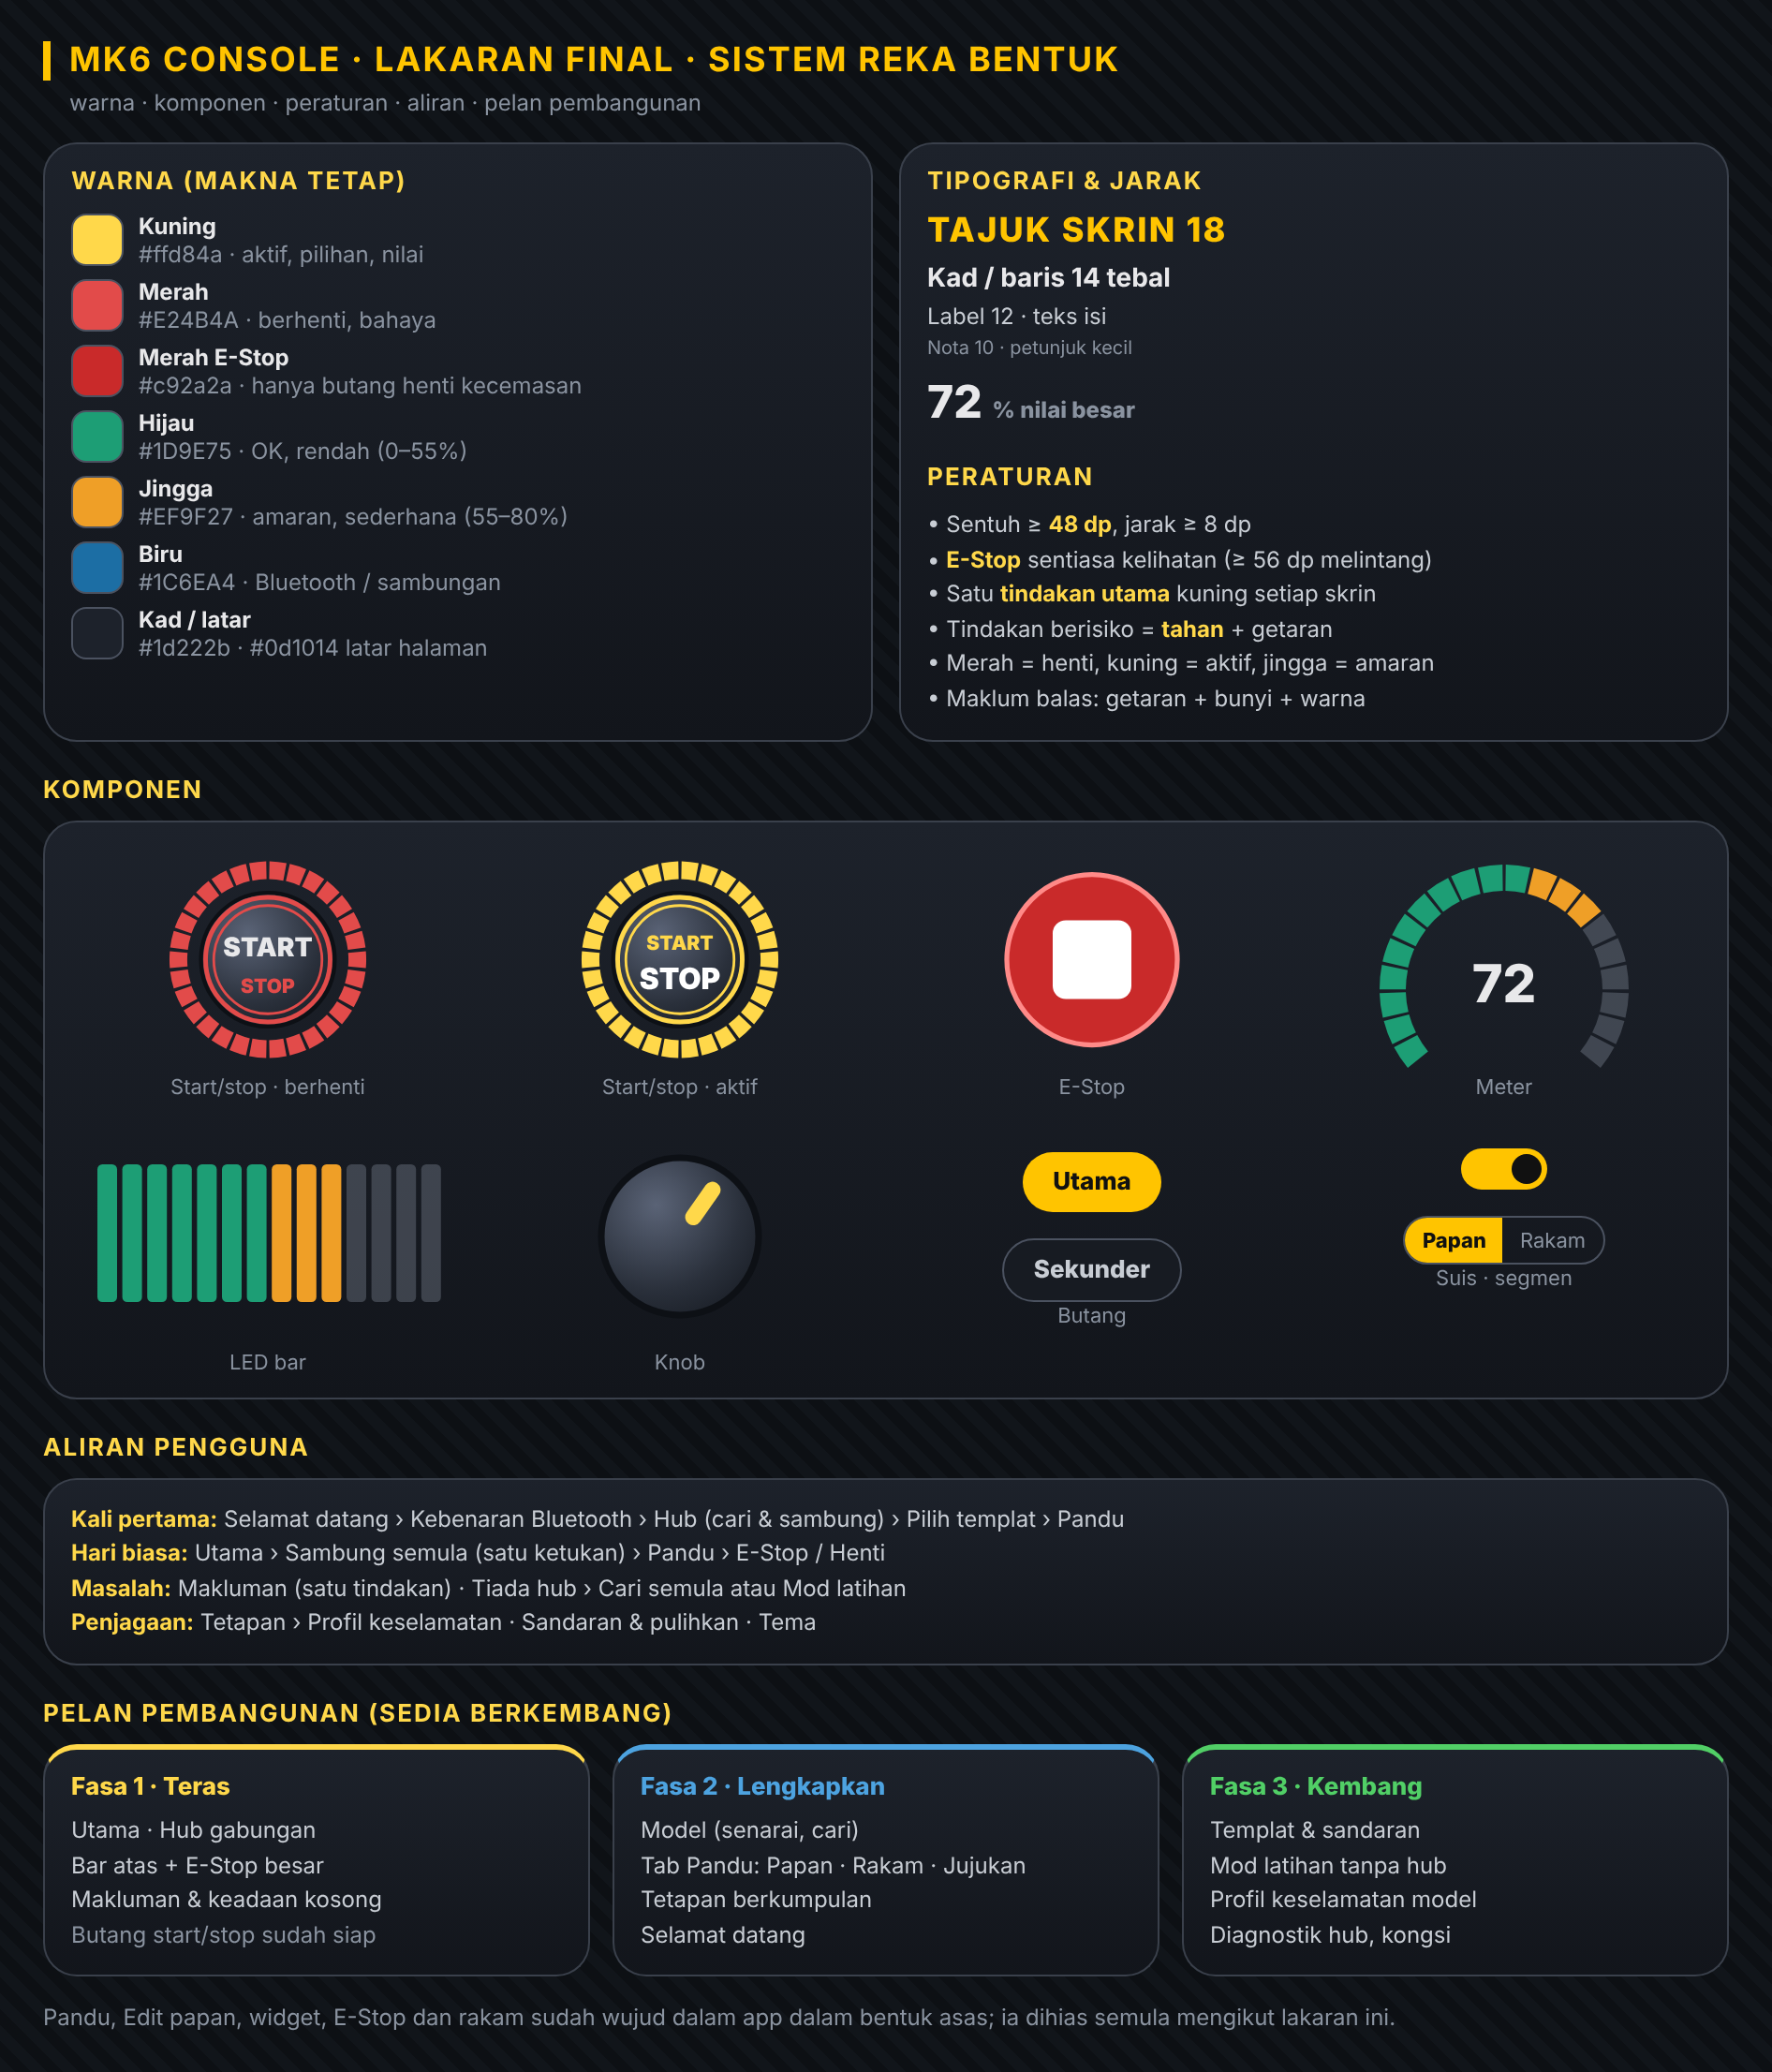 MK6 CONSOLE · LAKARAN FINAL · SISTEM REKA BENTUK
warna · komponen · peraturan · aliran · pelan pembangunan
WARNA (MAKNA TETAP)
Kuning
#ffd84a · aktif, pilihan, nilai
Merah
#E24B4A · berhenti, bahaya
Merah E-Stop
#c92a2a · hanya butang henti kecemasan
Hijau
#1D9E75 · OK, rendah (0–55%)
Jingga
#EF9F27 · amaran, sederhana (55–80%)
Biru
#1C6EA4 · Bluetooth / sambungan
Kad / latar
#1d222b · #0d1014 latar halaman
TIPOGRAFI & JARAK
TAJUK SKRIN 18
Kad / baris 14 tebal
Label 12 · teks isi
Nota 10 · petunjuk kecil
72 % nilai besar
PERATURAN
• Sentuh ≥ 48 dp, jarak ≥ 8 dp
• E-Stop sentiasa kelihatan (≥ 56 dp melintang)
• Satu tindakan utama kuning setiap skrin
• Tindakan berisiko = tahan + getaran
• Merah = henti, kuning = aktif, jingga = amaran
• Maklum balas: getaran + bunyi + warna
KOMPONEN
START
STOP
Start/stop · berhenti
START
STOP
Start/stop · aktif
E-Stop
72
Meter
LED bar
Knob
Utama
Sekunder
Butang
Papan Rakam
Suis · segmen
ALIRAN PENGGUNA
Kali pertama: Selamat datang › Kebenaran Bluetooth › Hub (cari & sambung) › Pilih templat › Pandu
Hari biasa: Utama › Sambung semula (satu ketukan) › Pandu › E-Stop / Henti
Masalah: Makluman (satu tindakan) · Tiada hub › Cari semula atau Mod latihan
Penjagaan: Tetapan › Profil keselamatan · Sandaran & pulihkan · Tema
PELAN PEMBANGUNAN (SEDIA BERKEMBANG)
Fasa 1 · Teras
Utama · Hub gabungan
Bar atas + E-Stop besar
Makluman & keadaan kosong
Butang start/stop sudah siap
Fasa 2 · Lengkapkan
Model (senarai, cari)
Tab Pandu: Papan · Rakam · Jujukan
Tetapan berkumpulan
Selamat datang
Fasa 3 · Kembang
Templat & sandaran
Mod latihan tanpa hub
Profil keselamatan model
Diagnostik hub, kongsi
Pandu, Edit papan, widget, E-Stop dan rakam sudah wujud dalam app dalam bentuk asas; ia dihias semula mengikut lakaran ini.